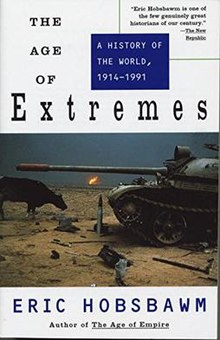 THE
AGE
OF
Extremes
"Eric Hobsbawm is one of
the few genuinely great
historians of our century."
—The New
Republic
A HISTORY OF
THE WORLD,
1914–1991
ERIC HOBSBAWM
Author of The Age of Empire